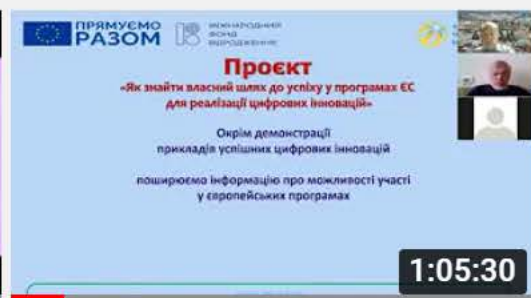 ПРЯМУЄМО
РАЗОМ
МІЖНАРОДНИЙ
ФОНД
ВІДРОДЖЕННЯ
Проєкт
«Як знайти власний шлях до успіху у програмах ЄС
для реалізації цифрових інновацій»
Окрім демонстрації
прикладів успішних цифрових інновацій
поширюємо інформацію про можливості участі
у європейських програмах
1:05:30